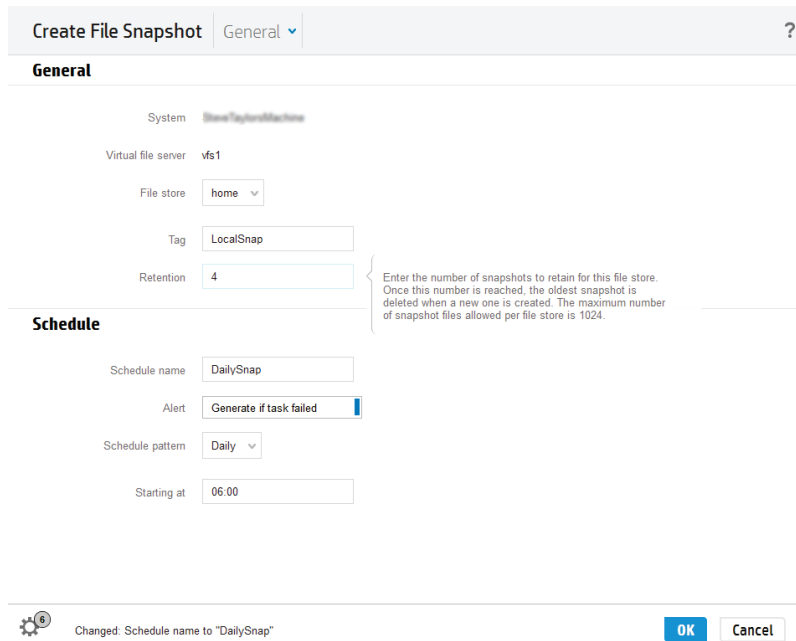 Create File Snapshot General
?
General
System
Virtual file server vfs1
File store home
Tag LocalSnap
Retention 4
Enter the number of snapshots to retain for this file store.
Once this number is reached, the oldest snapshot is
deleted when a new one is created. The maximum number
of snapshot files allowed per file store is 1024.
Schedule
Schedule name DailySnap
Alert Generate if task failed
Schedule pattern Daily
Starting at 06:00
6
Changed: Schedule name to "DailySnap"
OK Cancel